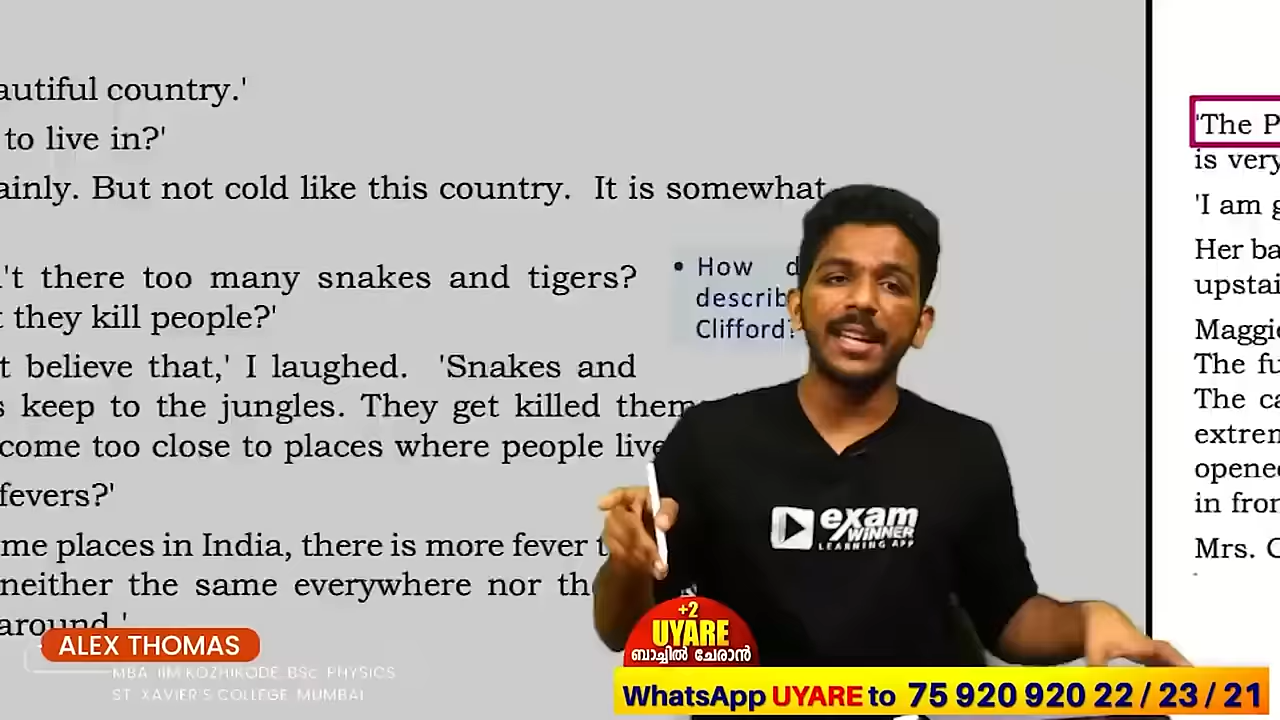 autiful country.'
to live in?'
ainly. But not cold like this country. It is somewhat
't there too many snakes and tigers?
t they kill people?'
t believe that,' I laughed. 'Snakes and
s keep to the jungles. They get killed
come too close to places where people live
fevers?'
me places in India, there is more fever
neither the same everywhere nor
around.'
• How
describ
Clifford?
'The P
is very
'I am g
Her ba
upstai
Maggie
The fu
The ca
extrem
opened
in fron
Mrs. C
exam
WINNER
LEARNING APP
ALEX THOMAS
MBA IIM KOZHIKODE, BSc PHYSICS
ST. XAVIER'S COLLEGE MUMBAI
+2
UYARE
ബാച്ചിൽ ചേരാൻ
WhatsApp UYARE to 75 920 920 22 / 23 / 21